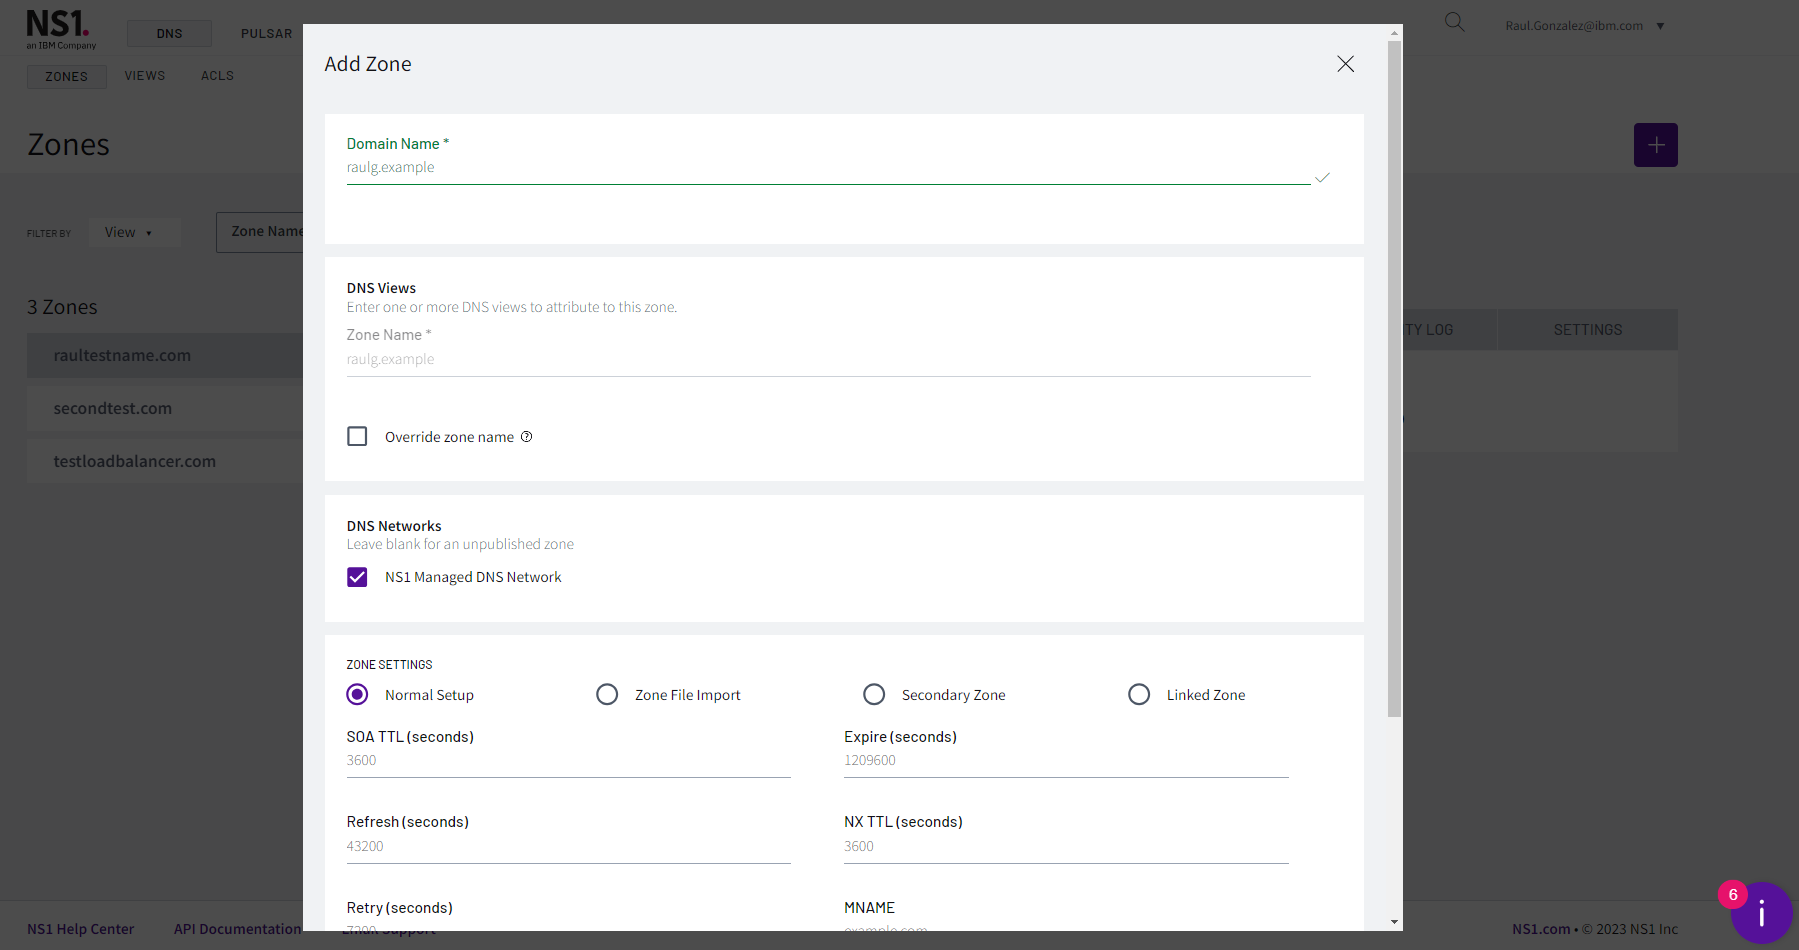 NS1.
an IBM Company
DNS
PULSAR
Raul.Gonzalez@ibm.com
ZONES
VIEWS
ACLS
Zones
FILTER BY
View
Zone Name
3 Zones
raultestname.com
secondtest.com
testloadbalancer.com
TY LOG
SETTINGS
Add Zone
Domain Name *
raulg.example
DNS Views
Enter one or more DNS views to attribute to this zone.
Zone Name *
raulg.example
Override zone name
DNS Networks
Leave blank for an unpublished zone
NS1 Managed DNS Network
ZONE SETTINGS
Normal Setup
Zone File Import
Secondary Zone
Linked Zone
SOA TTL (seconds)
3600
Expire (seconds)
1209600
Refresh (seconds)
43200
NX TTL (seconds)
3600
Retry (seconds)
7200
MNAME
example.com
NS1 Help Center
API Documentation
Email Support
NS1.com • © 2023 NS1 Inc
6
i